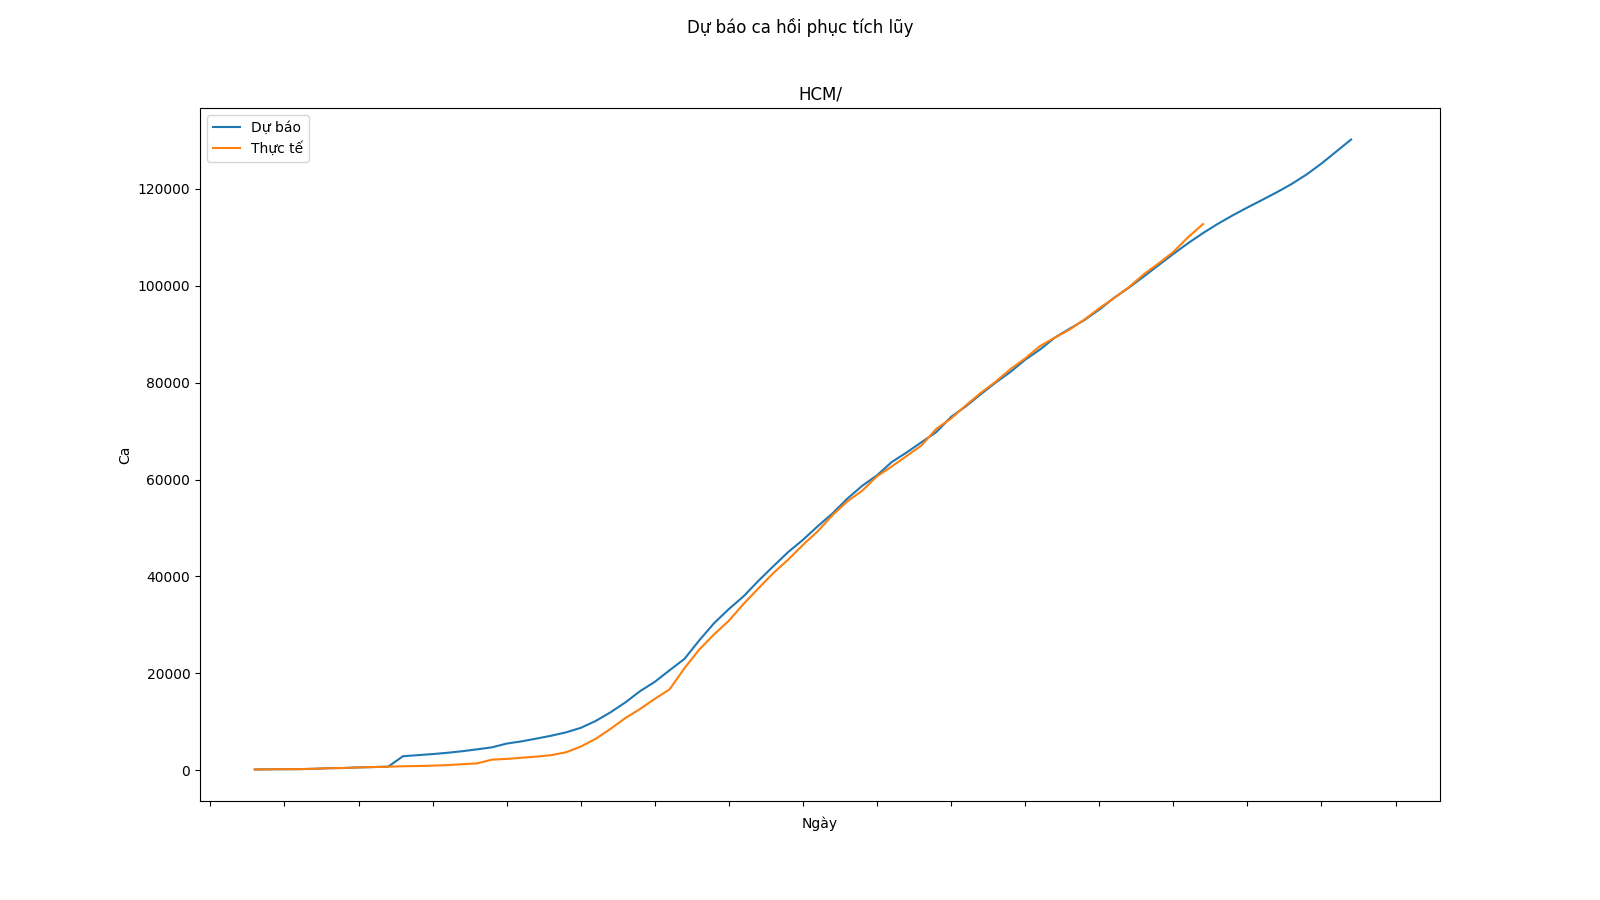 Dự báo ca hồi phục tích lũy
HCM/
Dự báo
Thực tế
120000
100000
80000
60000
40000
20000
0
Ca
Ngày